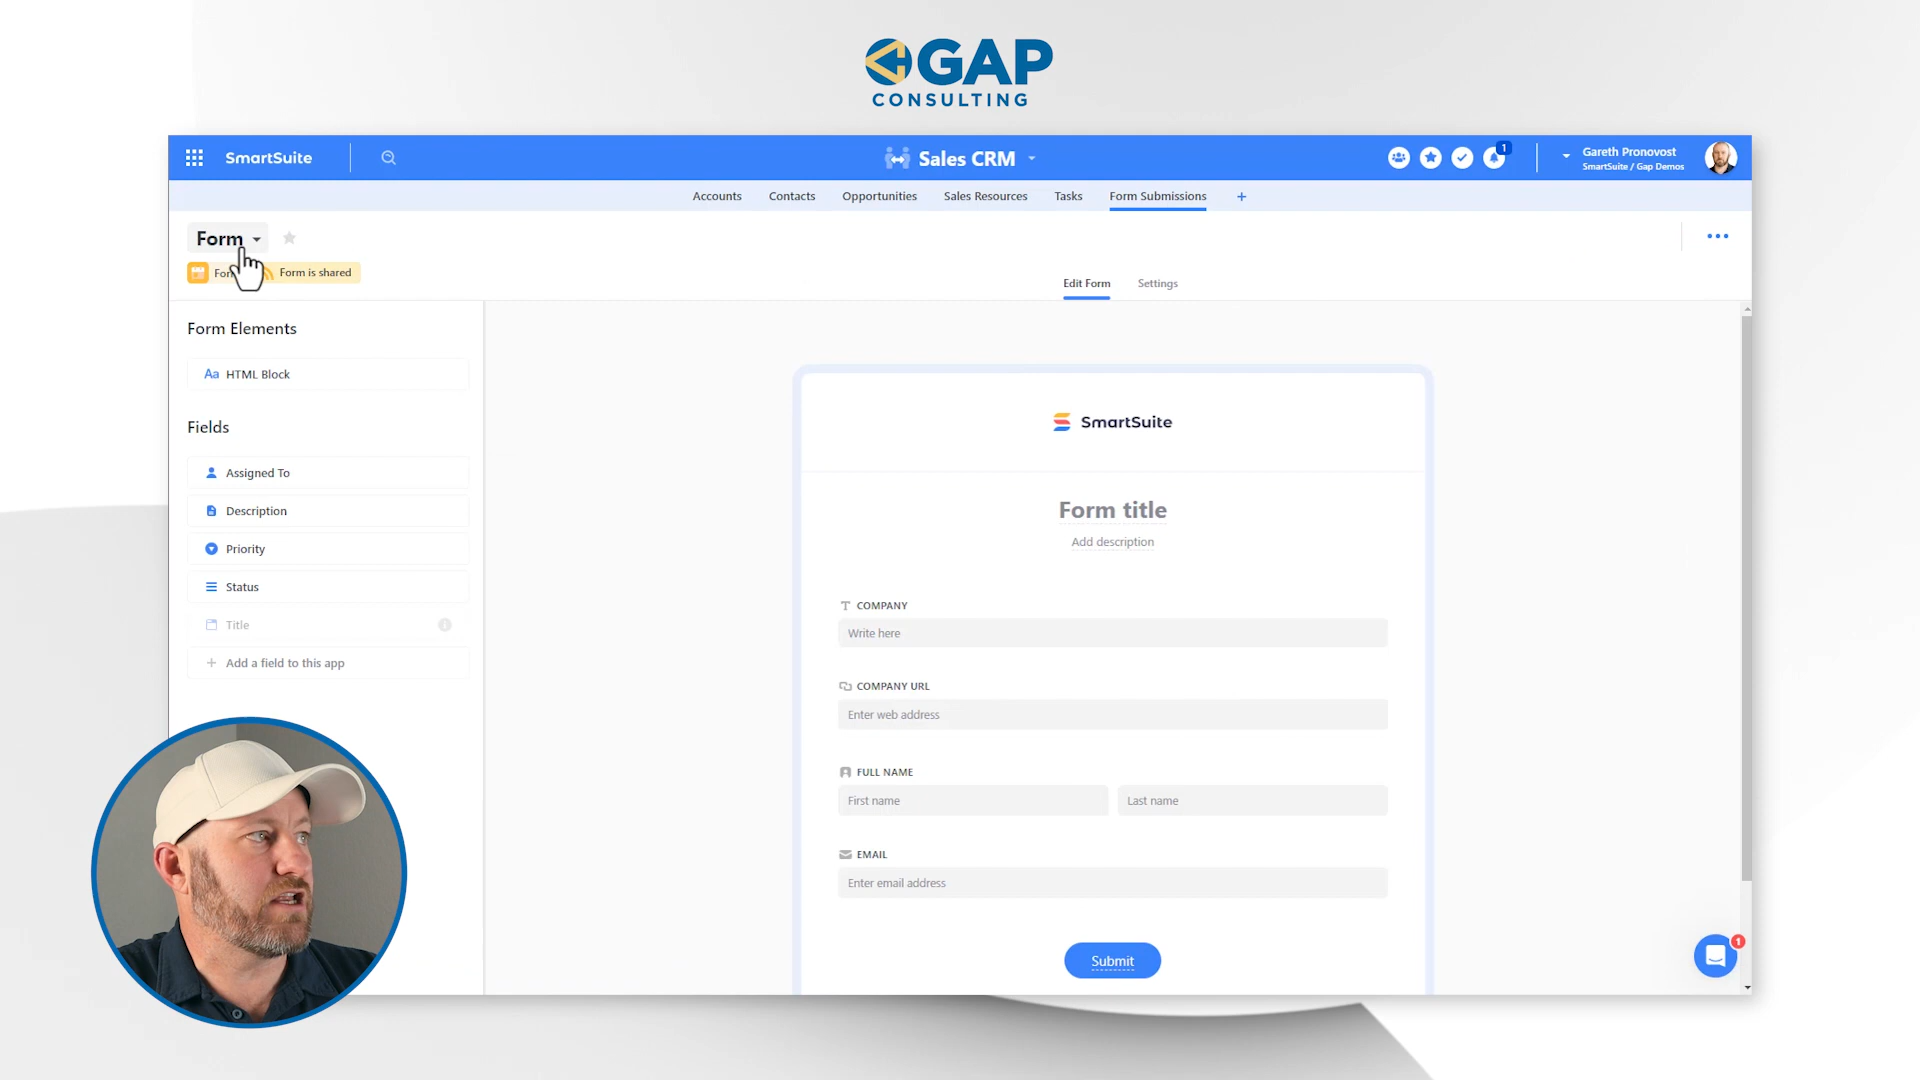 GAP
CONSULTING
SmartSuite
Sales CRM
1
Gareth Pronovost
SmartSuite / Gap Demos
Accounts
Contacts
Opportunities
Sales Resources
Tasks
Form Submissions
+
Form
Form is shared
Edit Form
Settings
Form Elements
Aa HTML Block
Fields
Assigned To
Description
Priority
Status
Title
+ Add a field to this app
SmartSuite
Form title
Add description
COMPANY
Write here
COMPANY URL
Enter web address
FULL NAME
First name
Last name
EMAIL
Enter email address
Submit
1